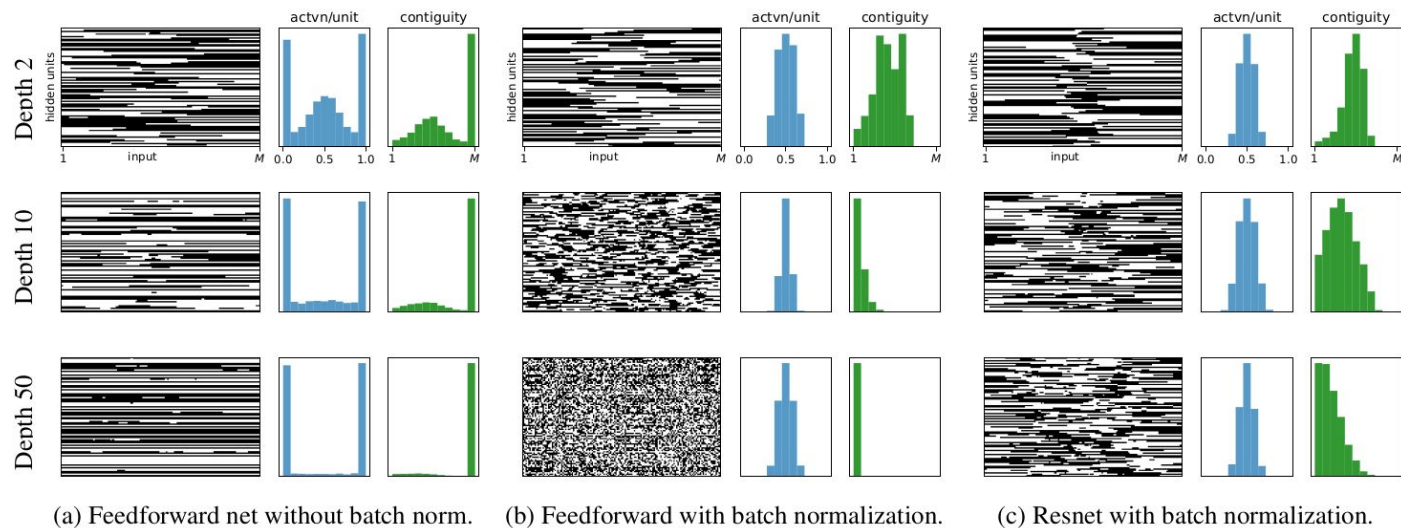 actvn/unit contiguity actvn/unit contiguity actvn/unit contiguity
Depth 2
hidden units
hidden units
hidden units
1 input M 0.0 0.5 1.0 1 M 1 input M 0.0 0.5 1.0 1 M 1 input M 0.0 0.5 1.0 1 M
Depth 10
Depth 50
(a) Feedforward net without batch norm. (b) Feedforward with batch normalization. (c) Resnet with batch normalization.